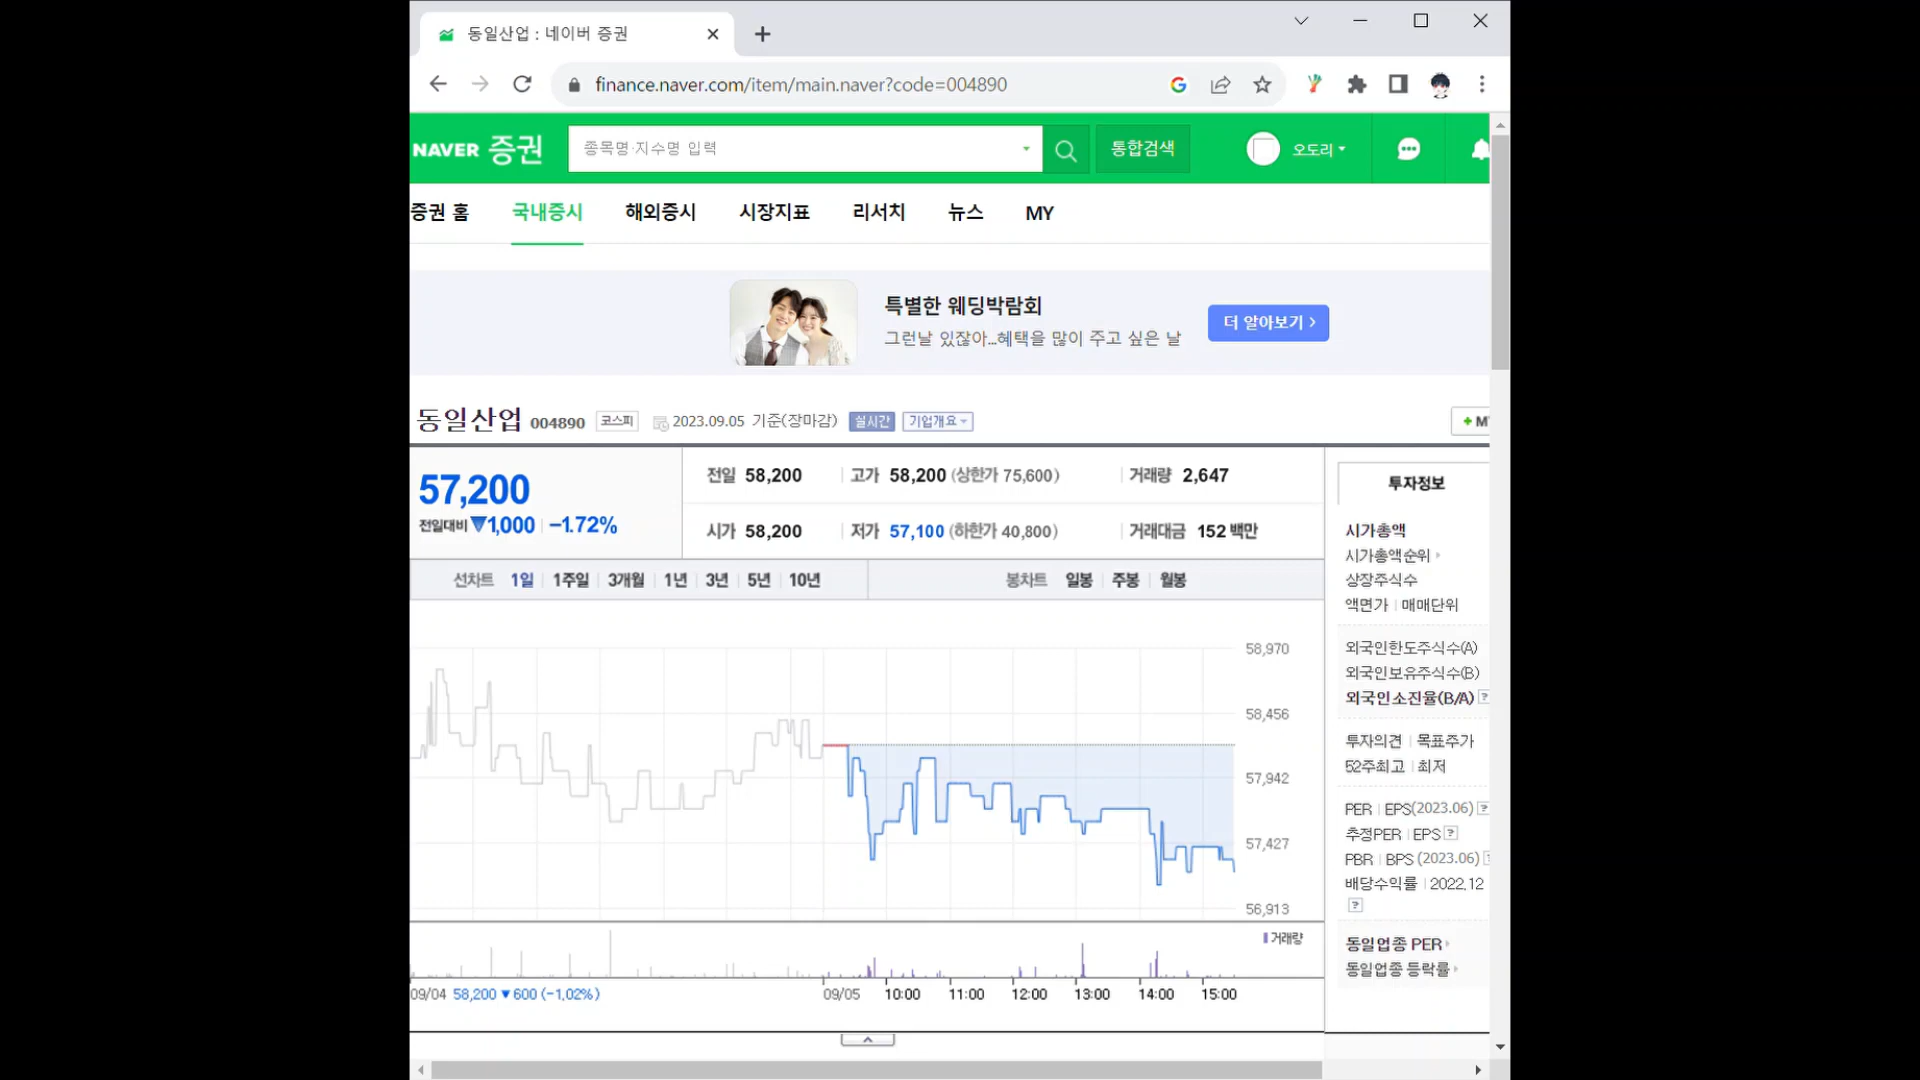 동일산업 : 네이버 증권
finance.naver.com/item/main.naver?code=004890
NAVER 증권
종목명·지수명 입력
통합검색
오도리
증권 홈 국내증시 해외증시 시장지표 리서치 뉴스 MY
특별한 웨딩박람회
그런날 있잖아...혜택을 많이 주고 싶은 날
더 알아보기 >
동일산업 004890 코스피 2023.09.05 기준(장마감) 실시간 기업개요
+ M
57,200
전일대비 ▼1,000 | -1.72%
전일 58,200 | 고가 58,200 (상한가 75,600) | 거래량 2,647
시가 58,200 | 저가 57,100 (하한가 40,800) | 거래대금 152 백만
선차트 1일 1주일 3개월 1년 3년 5년 10년
봉차트 일봉 주봉 월봉
58,970
58,456
57,942
57,427
56,913
거래량
09/04 58,200 ▼600 (-1.02%)
09/05 10:00 11:00 12:00 13:00 14:00 15:00
투자정보
시가총액
시가총액순위
상장주식수
액면가 | 매매단위
외국인한도주식수(A)
외국인보유주식수(B)
외국인소진율(B/A) ?
투자의견 | 목표주가
52주최고 | 최저
PER | EPS(2023.06) ?
추정PER | EPS ?
PBR | BPS (2023.06) ?
배당수익률 | 2022.12
?
동일업종 PER
동일업종 등락률